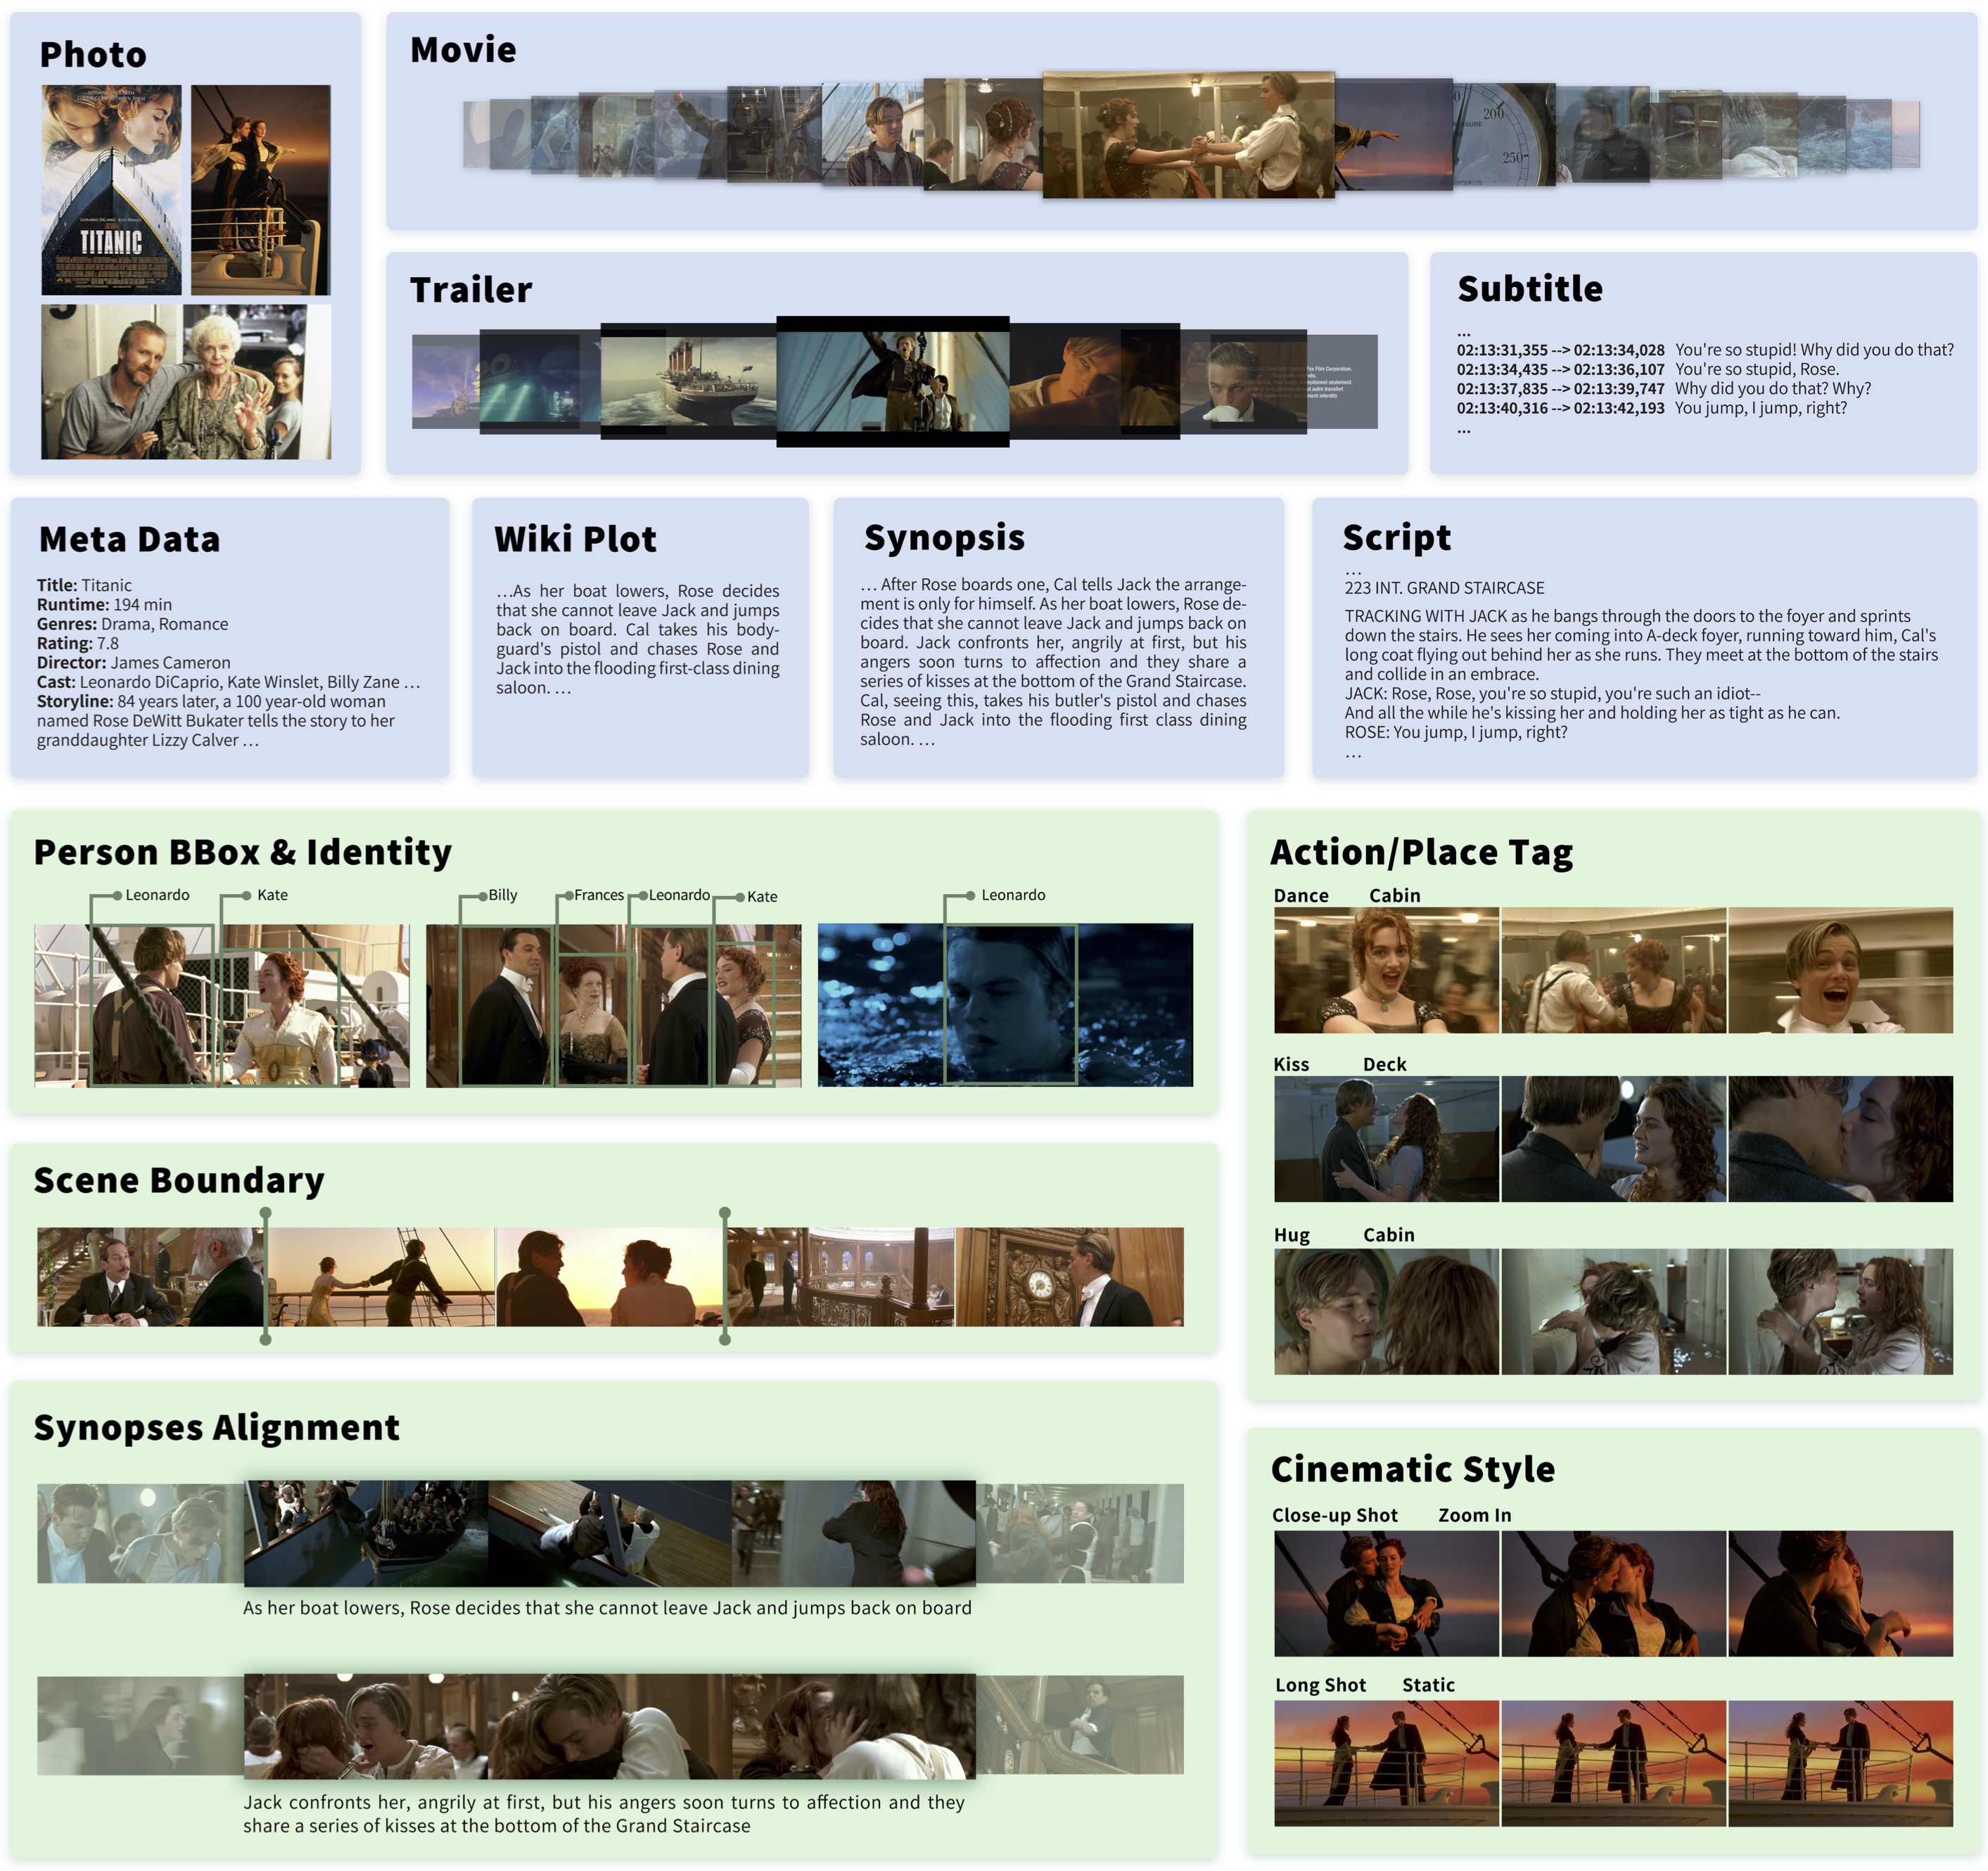 Photo
TITANIC
Movie
200
250
Trailer
Subtitle
...
02:13:31,355 --> 02:13:34,028 You're so stupid! Why did you do that?
02:13:34,435 --> 02:13:36,107 You're so stupid, Rose.
02:13:37,835 --> 02:13:39,747 Why did you do that? Why?
02:13:40,316 --> 02:13:42,193 You jump, I jump, right?
...
Meta Data
Title: Titanic
Runtime: 194 min
Genres: Drama, Romance
Rating: 7.8
Director: James Cameron
Cast: Leonardo DiCaprio, Kate Winslet, Billy Zane …
Storyline: 84 years later, a 100 year-old woman
named Rose DeWitt Bukater tells the story to her
granddaughter Lizzy Calver …
Wiki Plot
…As her boat lowers, Rose decides
that she cannot leave Jack and jumps
back on board. Cal takes his body-
guard's pistol and chases Rose and
Jack into the flooding first-class dining
saloon. …
Synopsis
… After Rose boards one, Cal tells Jack the arrange-
ment is only for himself. As her boat lowers, Rose de-
cides that she cannot leave Jack and jumps back on
board. Jack confronts her, angrily at first, but his
angers soon turns to affection and they share a
series of kisses at the bottom of the Grand Staircase.
Cal, seeing this, takes his butler's pistol and chases
Rose and Jack into the flooding first class dining
saloon. …
Script
…
223 INT. GRAND STAIRCASE
TRACKING WITH JACK as he bangs through the doors to the foyer and sprints
down the stairs. He sees her coming into A-deck foyer, running toward him, Cal's
long coat flying out behind her as she runs. They meet at the bottom of the stairs
and collide in an embrace.
JACK: Rose, Rose, you're so stupid, you're such an idiot--
And all the while he's kissing her and holding her as tight as he can.
ROSE: You jump, I jump, right?
…
Person BBox & Identity
Leonardo Kate Billy Frances Leonardo Kate Leonardo
Scene Boundary
Synopses Alignment
As her boat lowers, Rose decides that she cannot leave Jack and jumps back on board
Jack confronts her, angrily at first, but his angers soon turns to affection and they
share a series of kisses at the bottom of the Grand Staircase
Action/Place Tag
Dance Cabin
Kiss Deck
Hug Cabin
Cinematic Style
Close-up Shot Zoom In
Long Shot Static